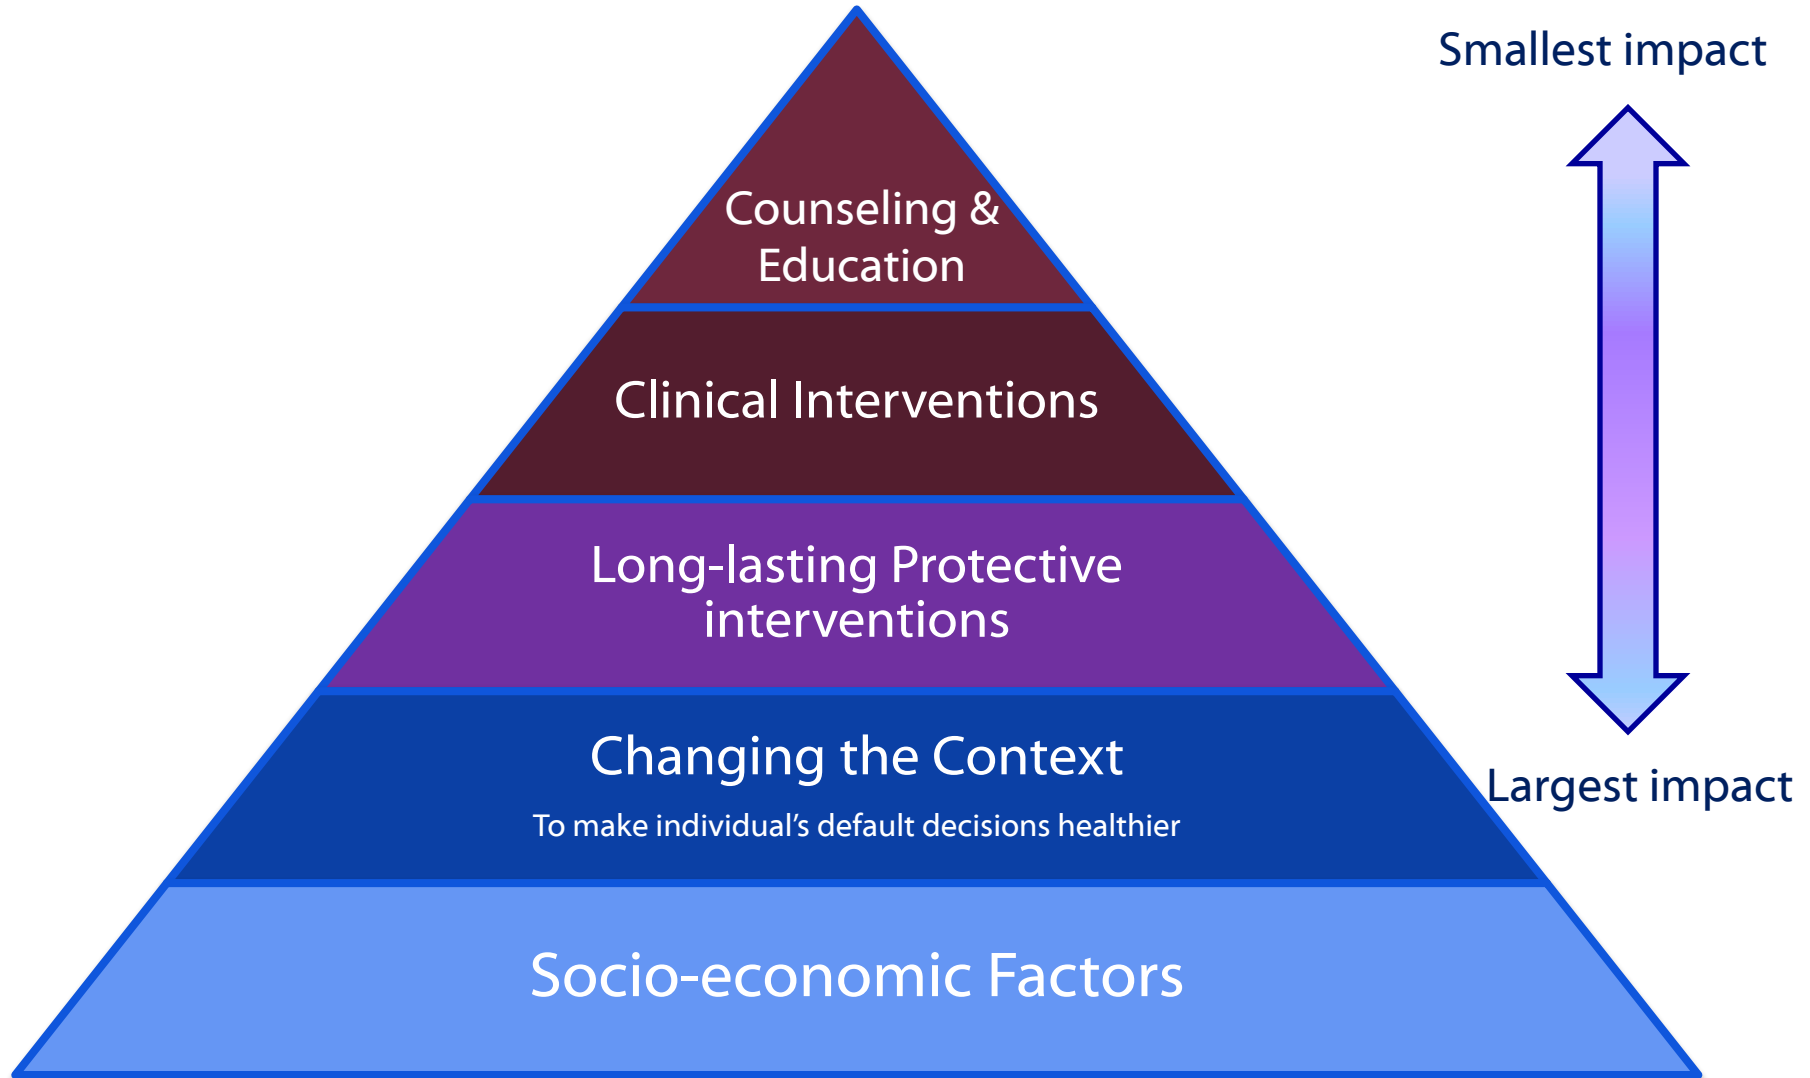 Smallest impact
Counseling &
Education
Clinical Interventions
Long-lasting Protective
interventions
Changing the Context
To make individual’s default decisions healthier
Largest impact
Socio-economic Factors